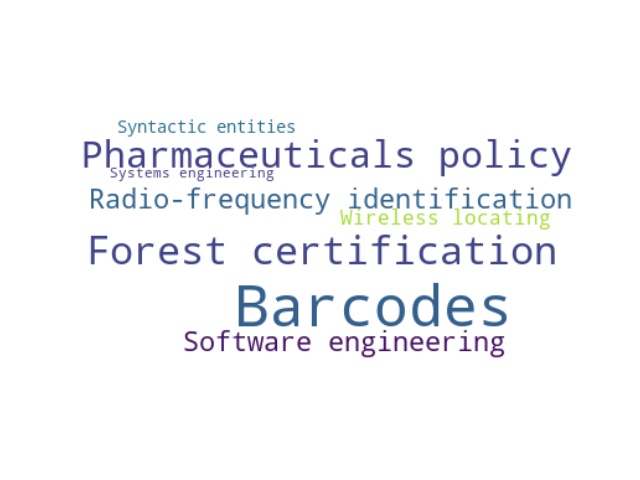 Syntactic entities
Pharmaceuticals policy
Systems engineering
Radio-frequency identification
Wireless locating
Forest certification
Barcodes
Software engineering